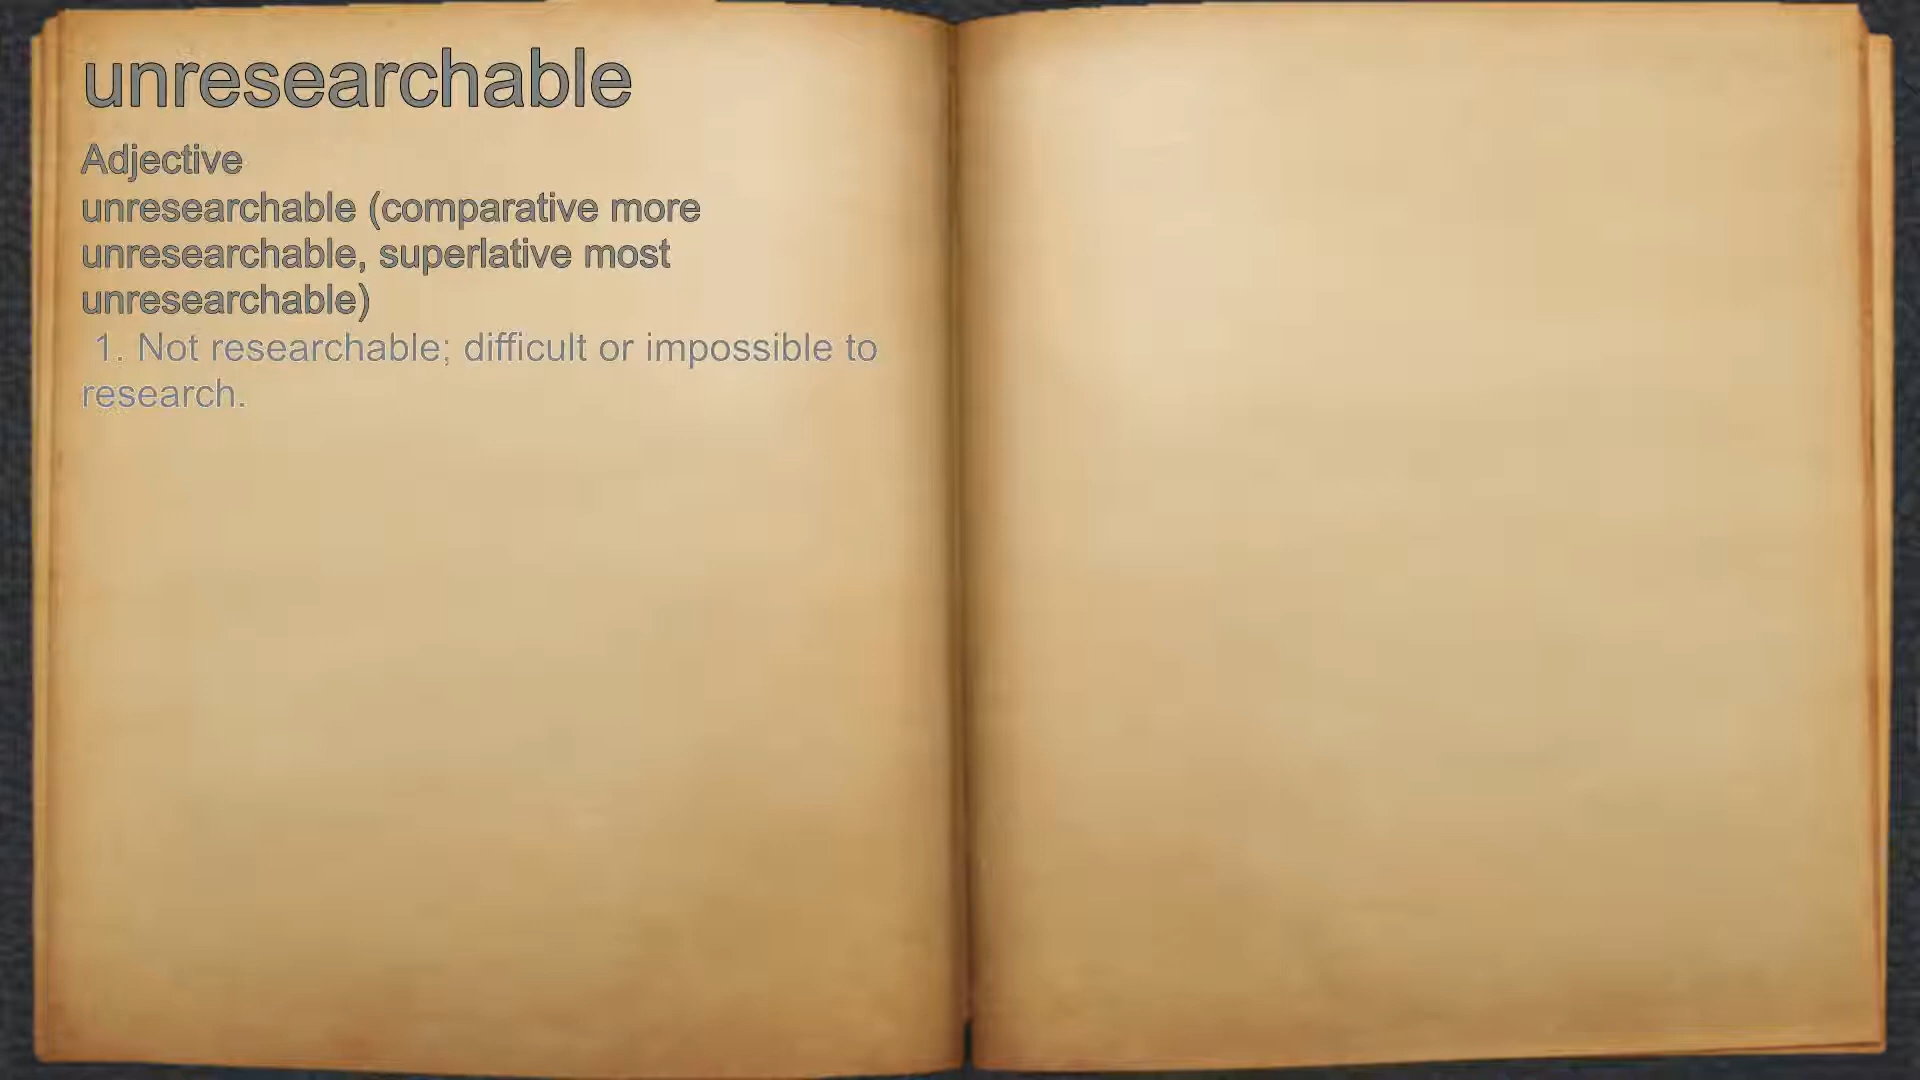 unresearchable
Adjective
unresearchable (comparative more
unresearchable, superlative most
unresearchable)
1. Not researchable; difficult or impossible to
research.